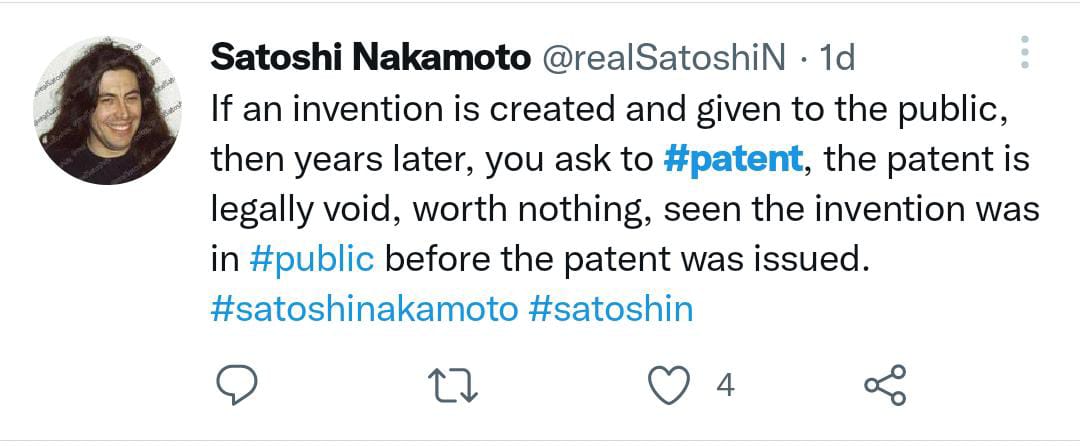 Satoshi Nakamoto @realSatoshiN · 1d
If an invention is created and given to the public,
then years later, you ask to #patent, the patent is
legally void, worth nothing, seen the invention was
in #public before the patent was issued.
#satoshinakamoto #satoshin
4